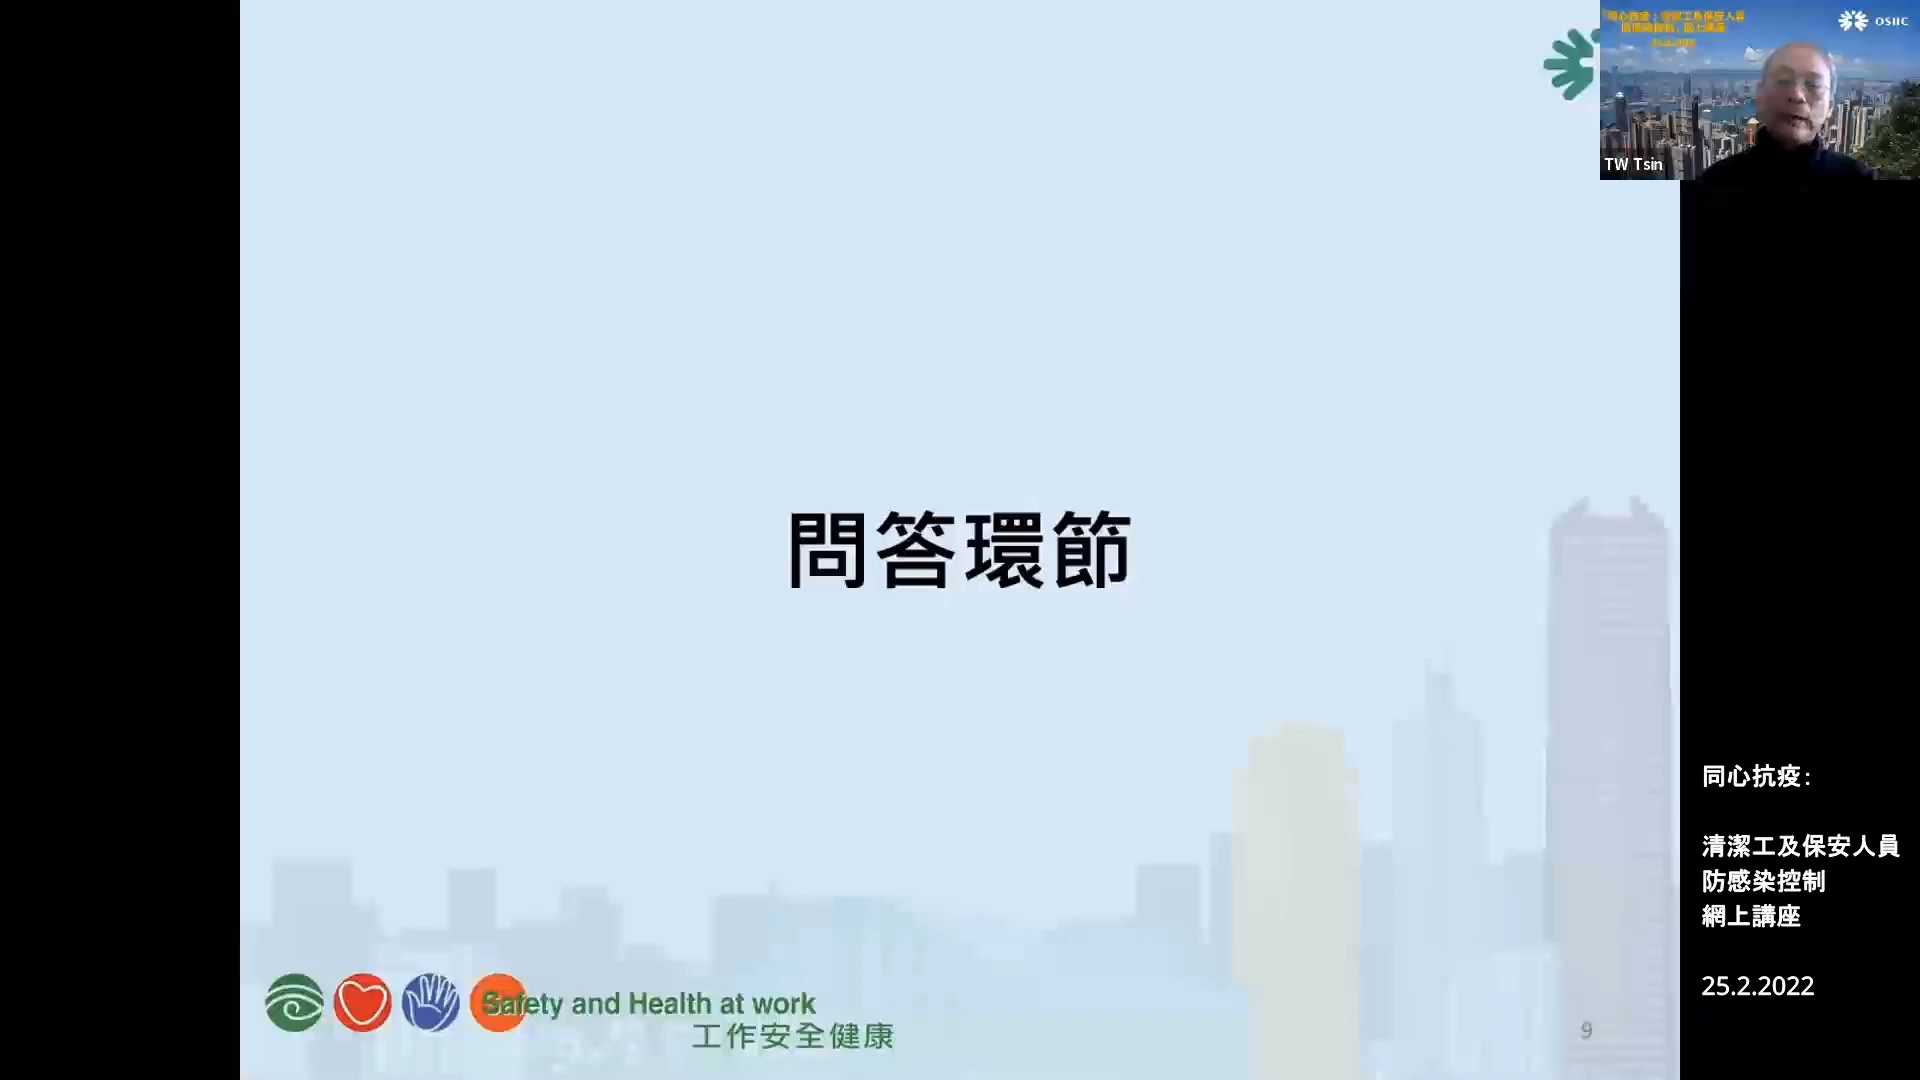 問答環節
Safety and Health at work
工作安全健康
9
OSHC
TW Tsin
同心抗疫：
清潔工及保安人員
防感染控制
網上講座
25.2.2022